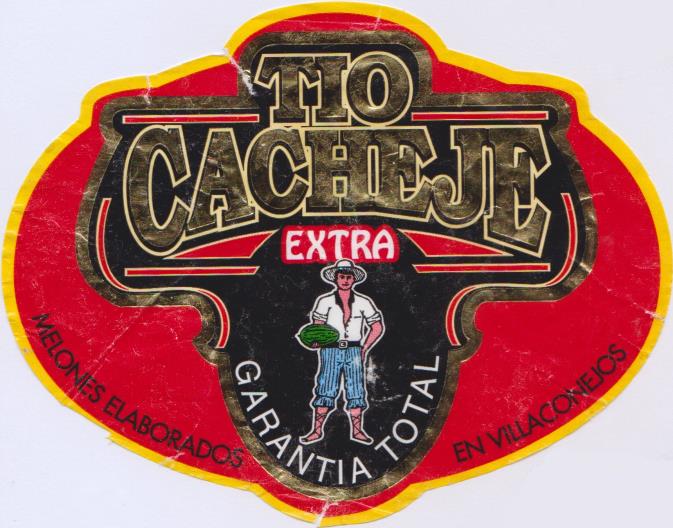 TIO
CACHEJE
EXTRA
GARANTIA TOTAL
MELONES ELABORADOS
EN VILLACONEJOS